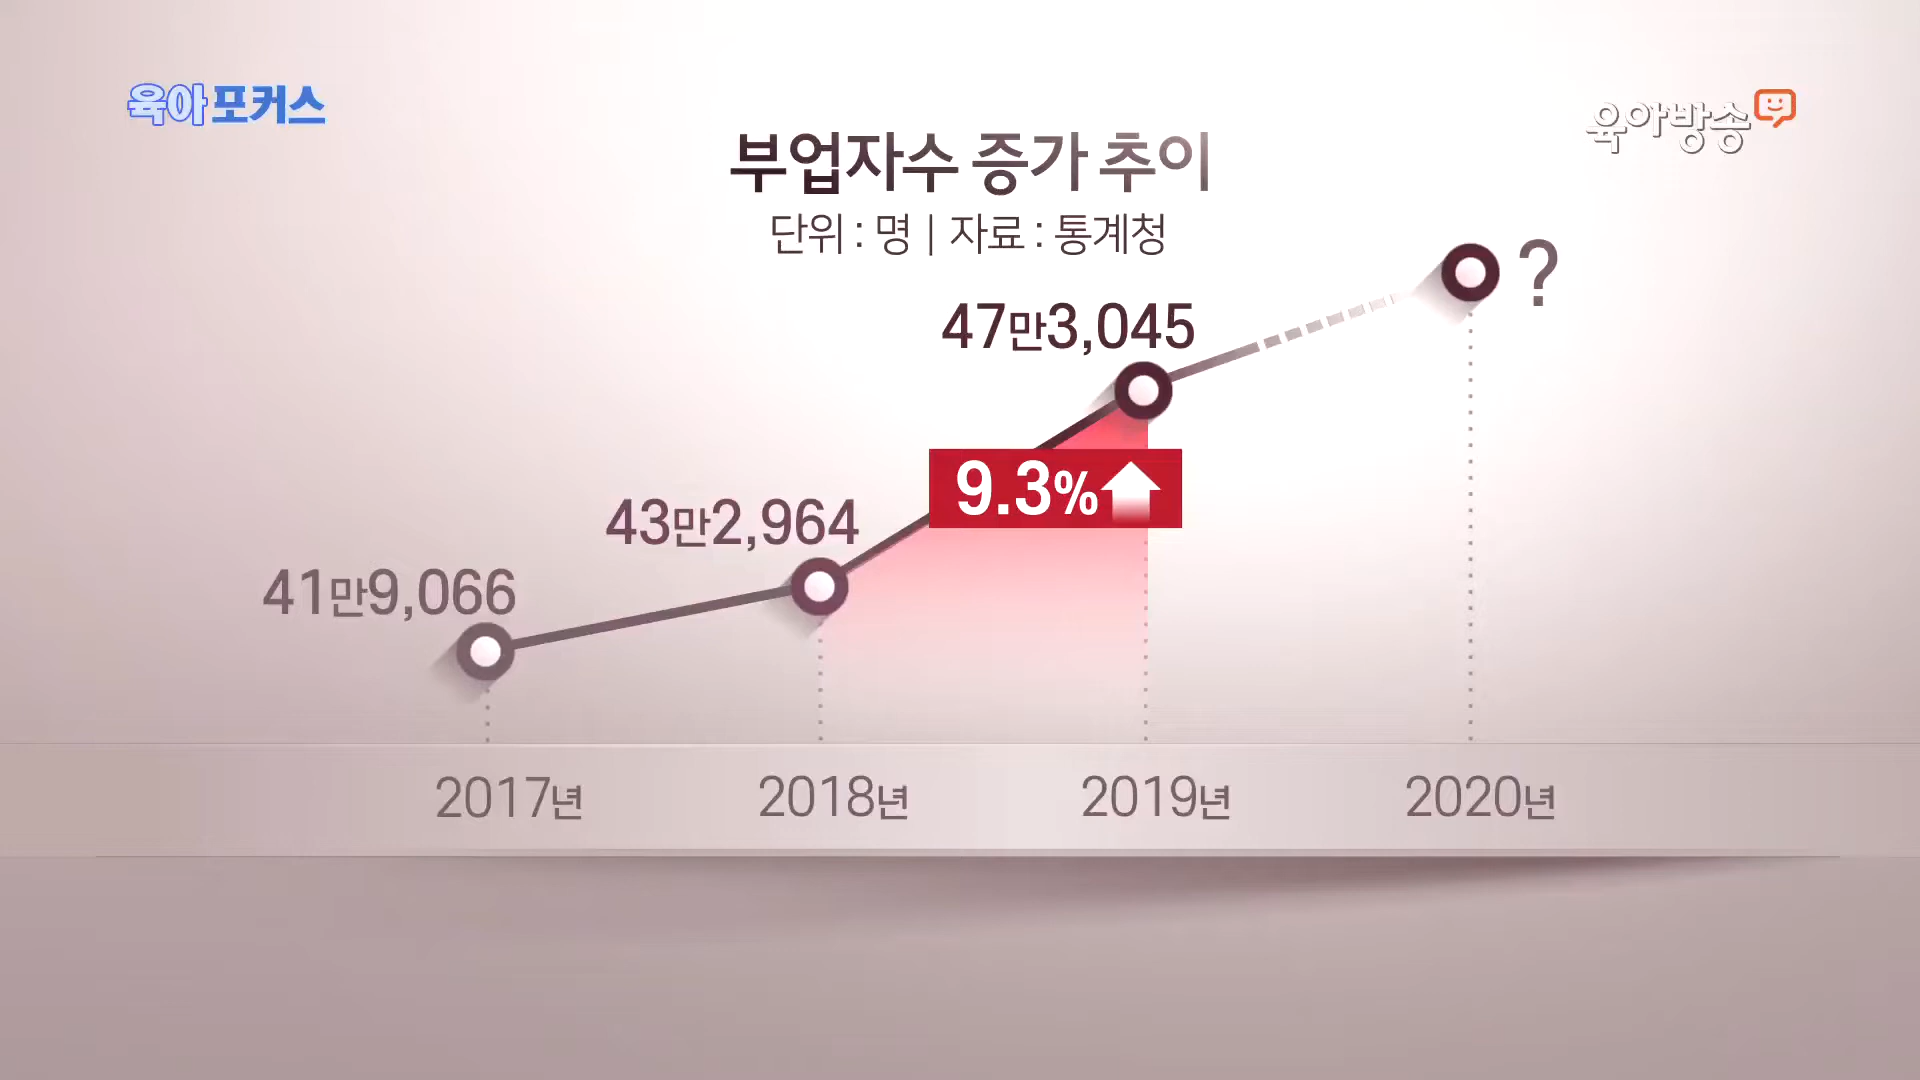 육아포커스
육아방송
부업자수 증가 추이
단위 : 명 | 자료 : 통계청
41만9,066
43만2,964
47만3,045
9.3%
?
2017년
2018년
2019년
2020년